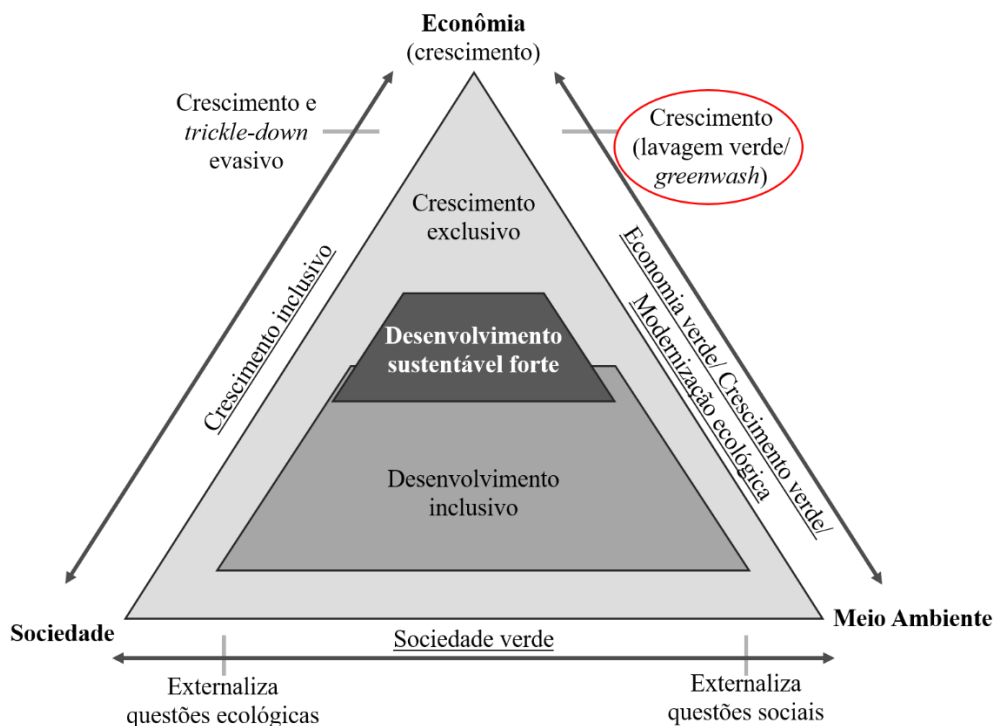 Econômia
(crescimento)
Crescimento e
trickle-down
evasivo
Crescimento
(lavagem verde/
greenwash)
Crescimento
exclusivo
Crescimento inclusivo
Economia verde/ Crescimento verde/
Modernização ecológica
Desenvolvimento
sustentável forte
Desenvolvimento
inclusivo
Sociedade
Meio Ambiente
Sociedade verde
Externaliza
questões ecológicas
Externaliza
questões sociais